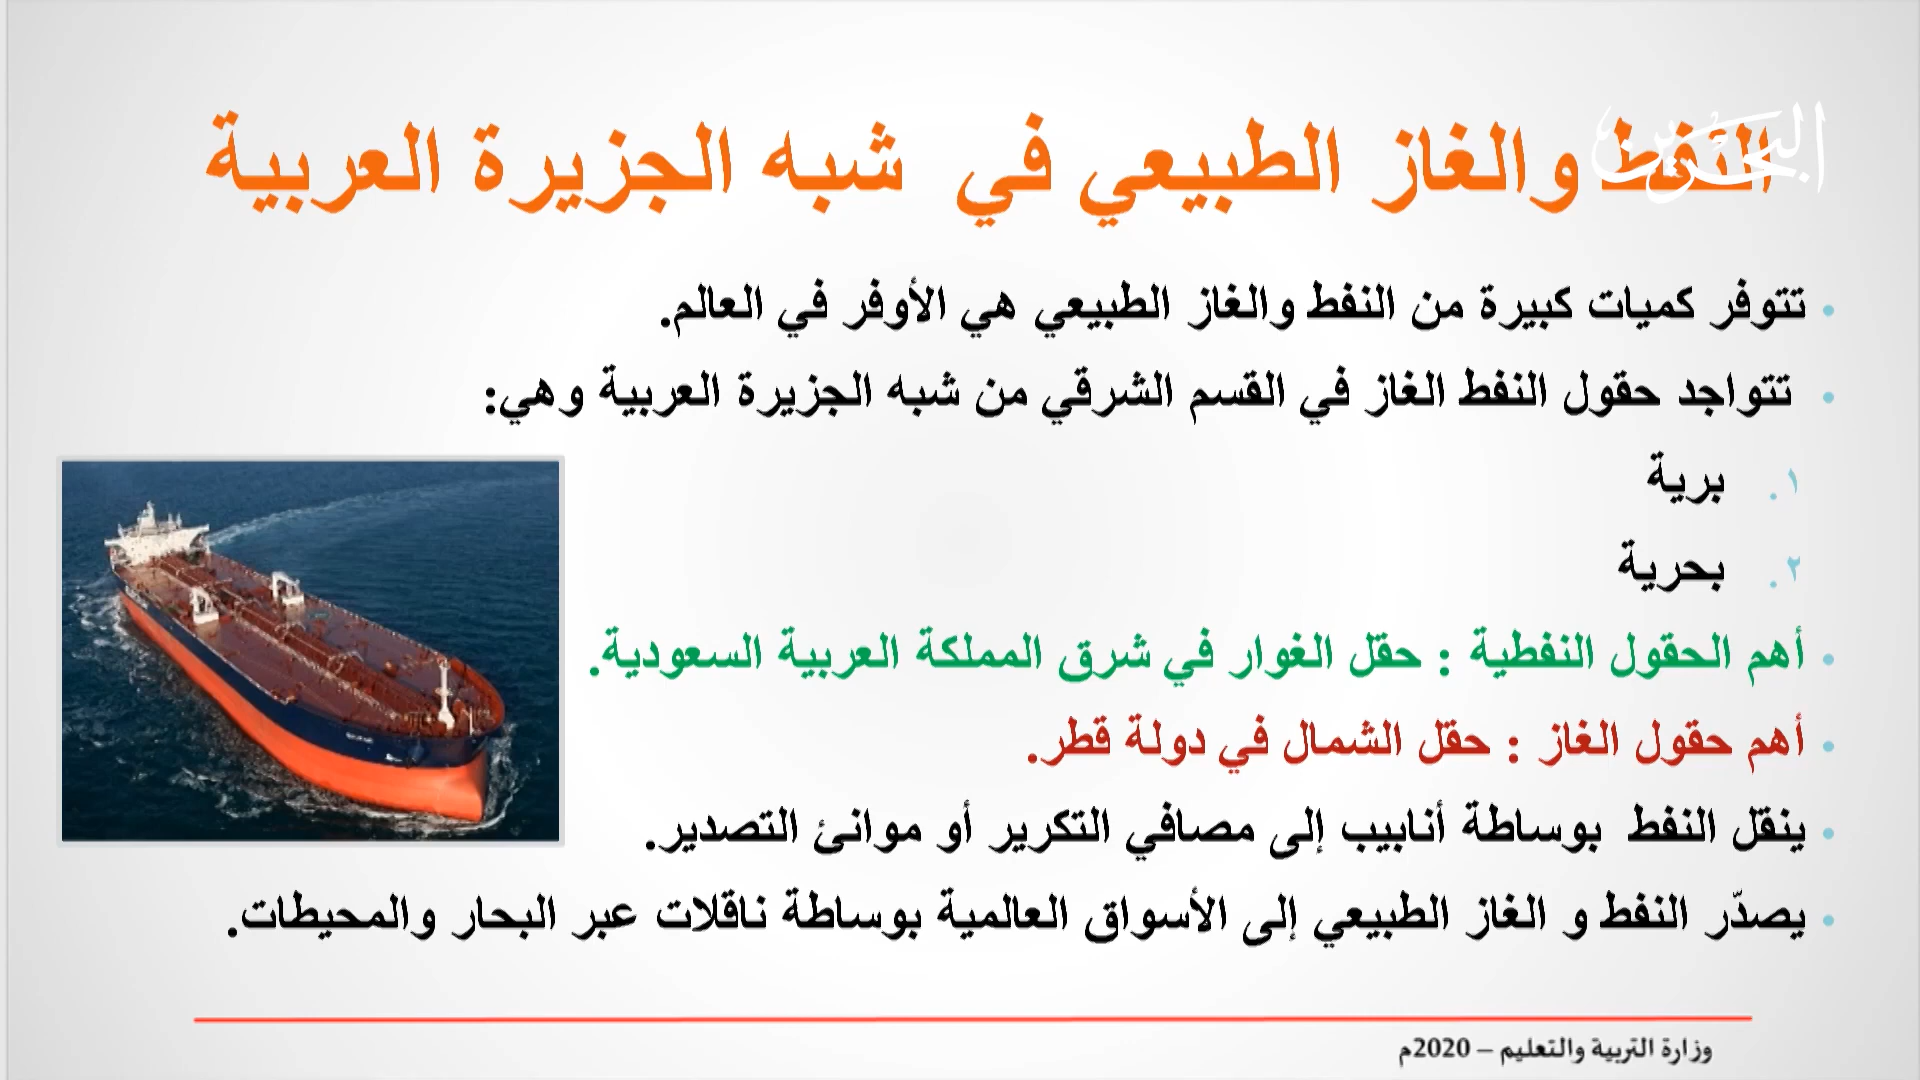 البحرين
النفط والغاز الطبيعي في شبه الجزيرة العربية
• تتوفر كميات كبيرة من النفط والغاز الطبيعي هي الأوفر في العالم.
• تتواجد حقول النفط الغاز في القسم الشرقي من شبه الجزيرة العربية وهي:
١. برية
٢. بحرية
• أهم الحقول النفطية : حقل الغوار في شرق المملكة العربية السعودية.
• أهم حقول الغاز : حقل الشمال في دولة قطر.
• ينقل النفط بوساطة أنابيب إلى مصافي التكرير أو موانئ التصدير.
• يصدّر النفط و الغاز الطبيعي إلى الأسواق العالمية بوساطة ناقلات عبر البحار والمحيطات.
وزارة التربية والتعليم – 2020م